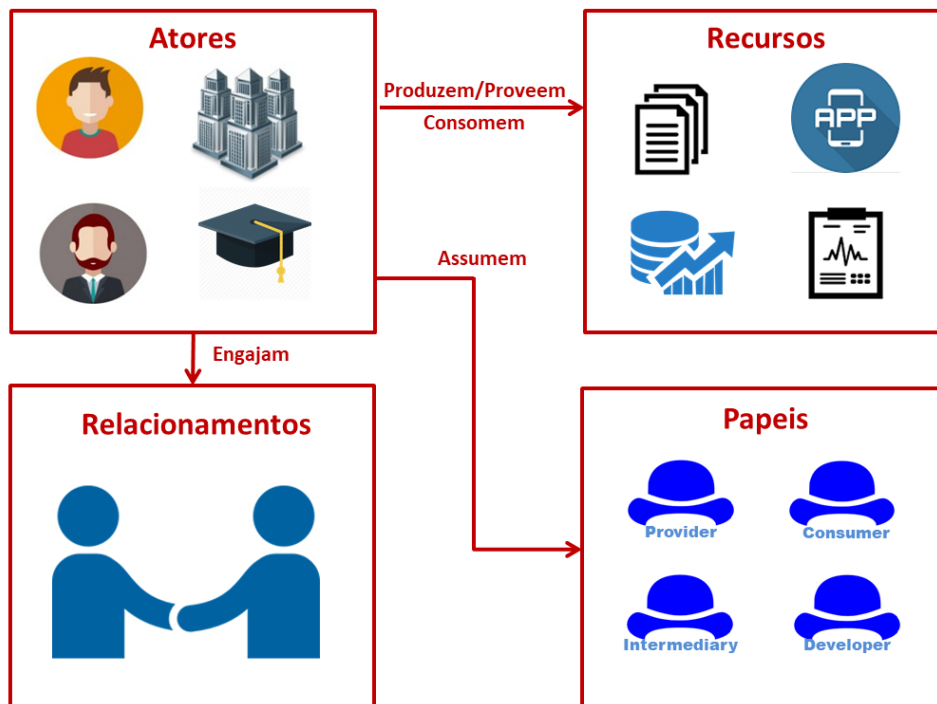 Atores
Recursos
Produzem/Proveem
Consomem
APP
Assumem
Engajam
Relacionamentos
Papeis
Provider
Consumer
Intermediary
Developer